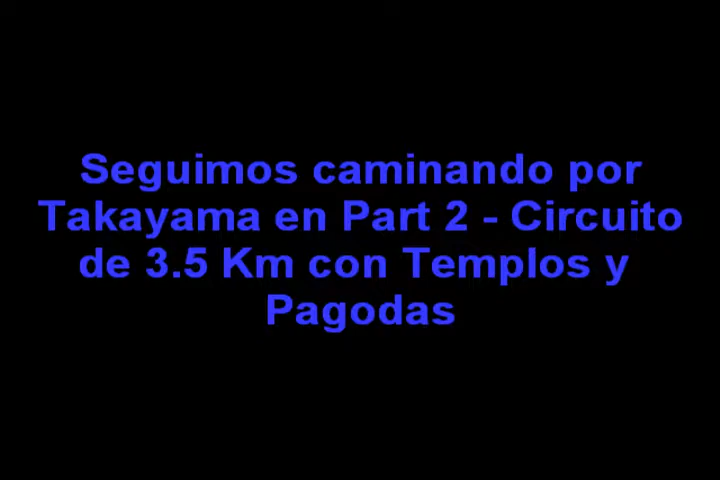 Seguimos caminando por
Takayama en Part 2 - Circuito
de 3.5 Km con Templos y
Pagodas